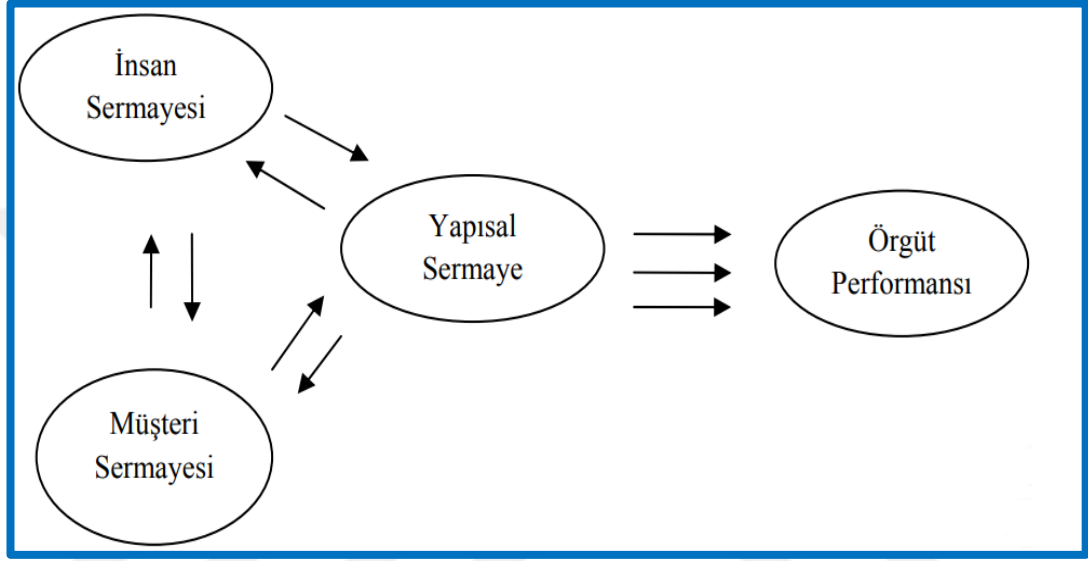 İnsan
Sermayesi
Yapısal
Sermaye
Örgüt
Performansı
Müşteri
Sermayesi